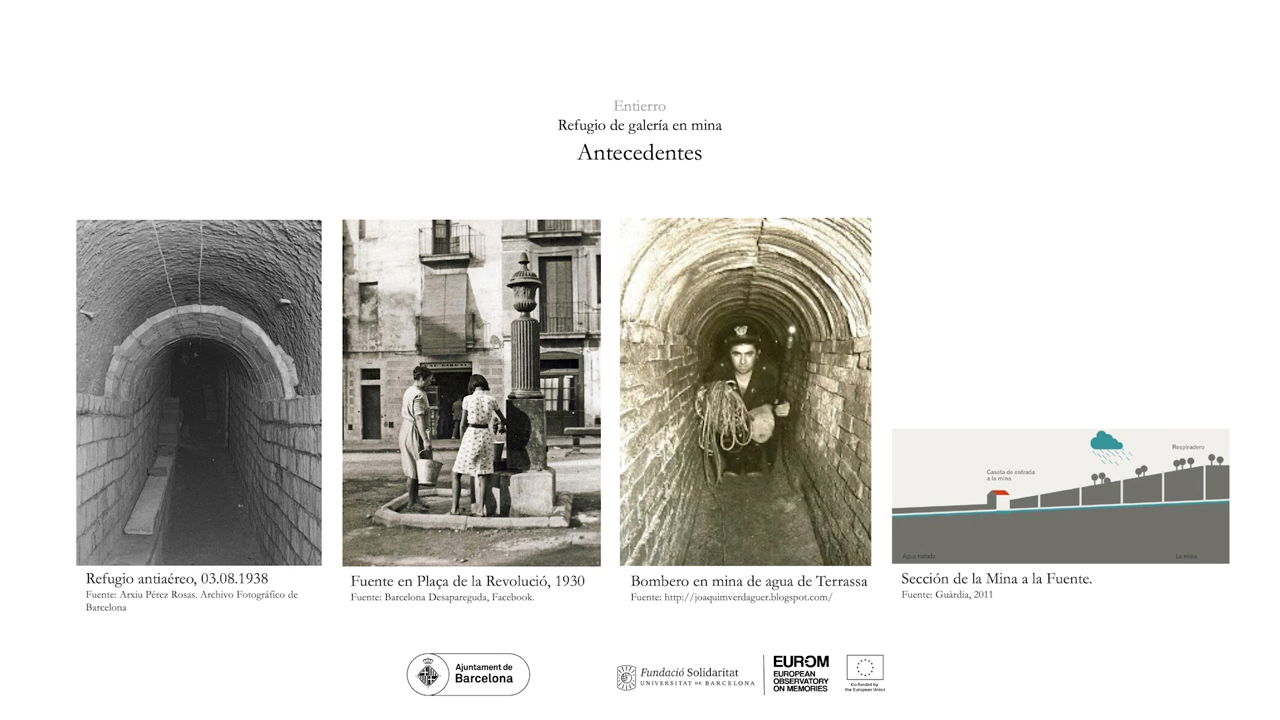 Entierro
Refugio de galería en mina
Antecedentes
Caseta de entrada
a la mina
Respiradero
Agua
La mina
Refugio antiaéreo, 03.08.1938
Fuente: Arxiu Pérez Rosas. Archivo Fotográfico de
Barcelona
Fuente en Plaça de la Revolució, 1930
Fuente: Barcelona Desapareguda, Facebook.
Bombero en mina de agua de Terrassa
Fuente: http://joaquimverdaguer.blogspot.com/
Sección de la Mina a la Fuente.
Fuente: Guàrdia, 2011
Ajuntament de
Barcelona
Fundació Solidaritat
UNIVERSITAT DE BARCELONA
EUROM
EUROPEAN
OBSERVATORY
ON MEMORIES
Co-funded by
the European Union